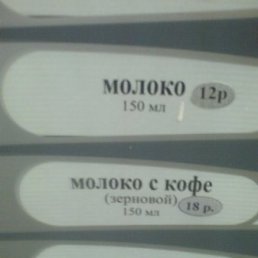 молоко 12р
150 мл
молоко с кофе
(зерновой)
150 мл 18 р.